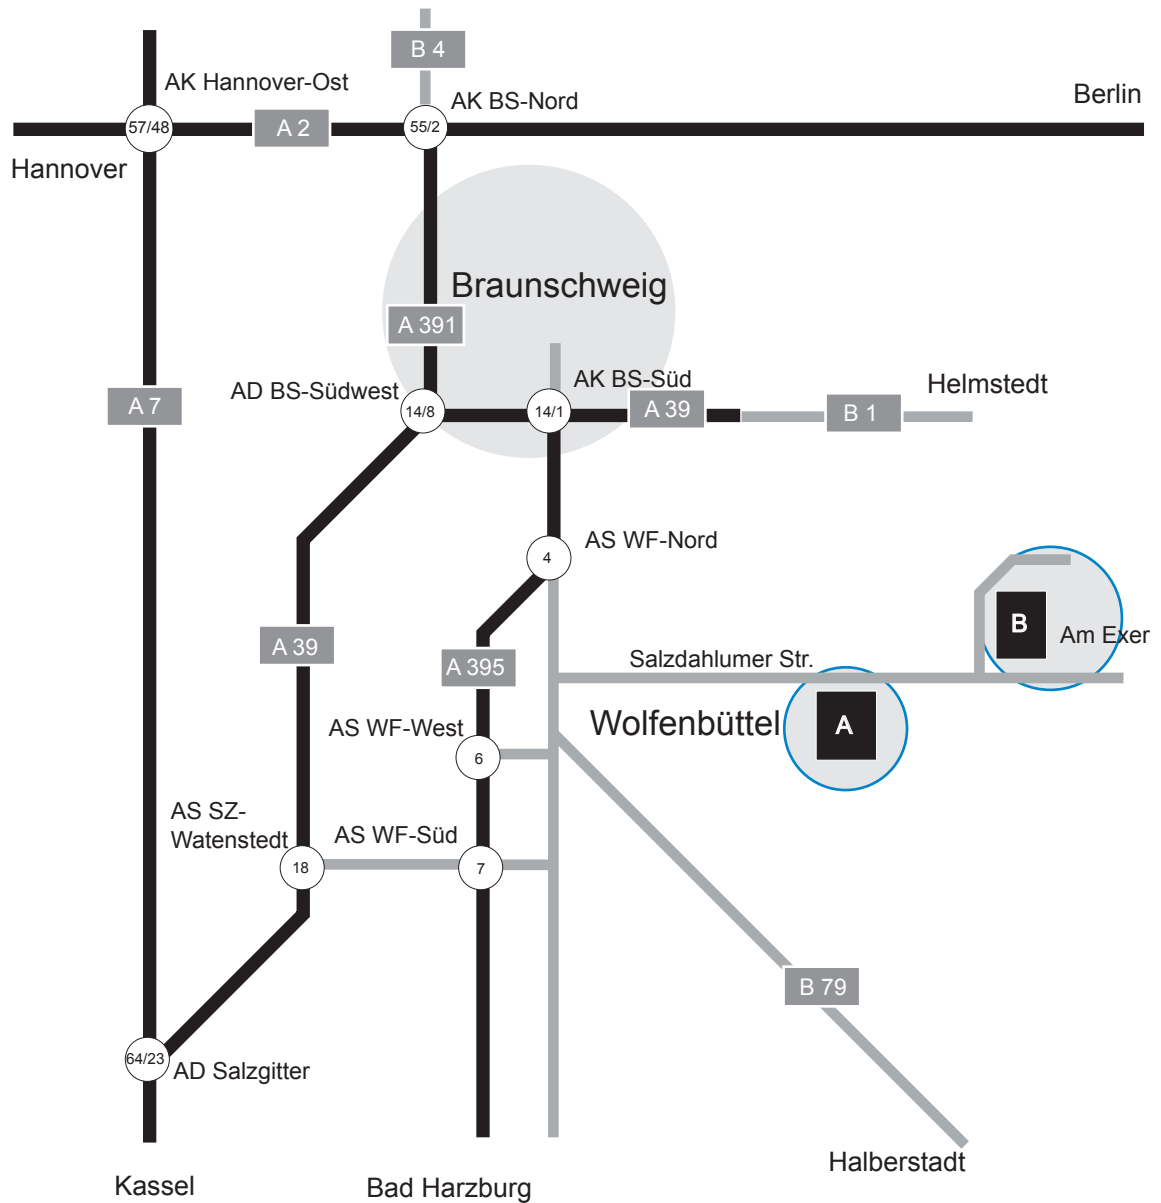 B 4
AK Hannover-Ost
AK BS-Nord
Berlin
57/48
A 2
55/2
Hannover
Braunschweig
A 391
AK BS-Süd
Helmstedt
AD BS-Südwest
A 7
14/8
14/1
A 39
B 1
AS WF-Nord
4
B
Am Exer
A 39
A 395
Salzdahlumer Str.
Wolfenbüttel
A
AS WF-West
6
AS SZ-
Watenstedt
AS WF-Süd
18
7
B 79
64/23
AD Salzgitter
Halberstadt
Kassel
Bad Harzburg